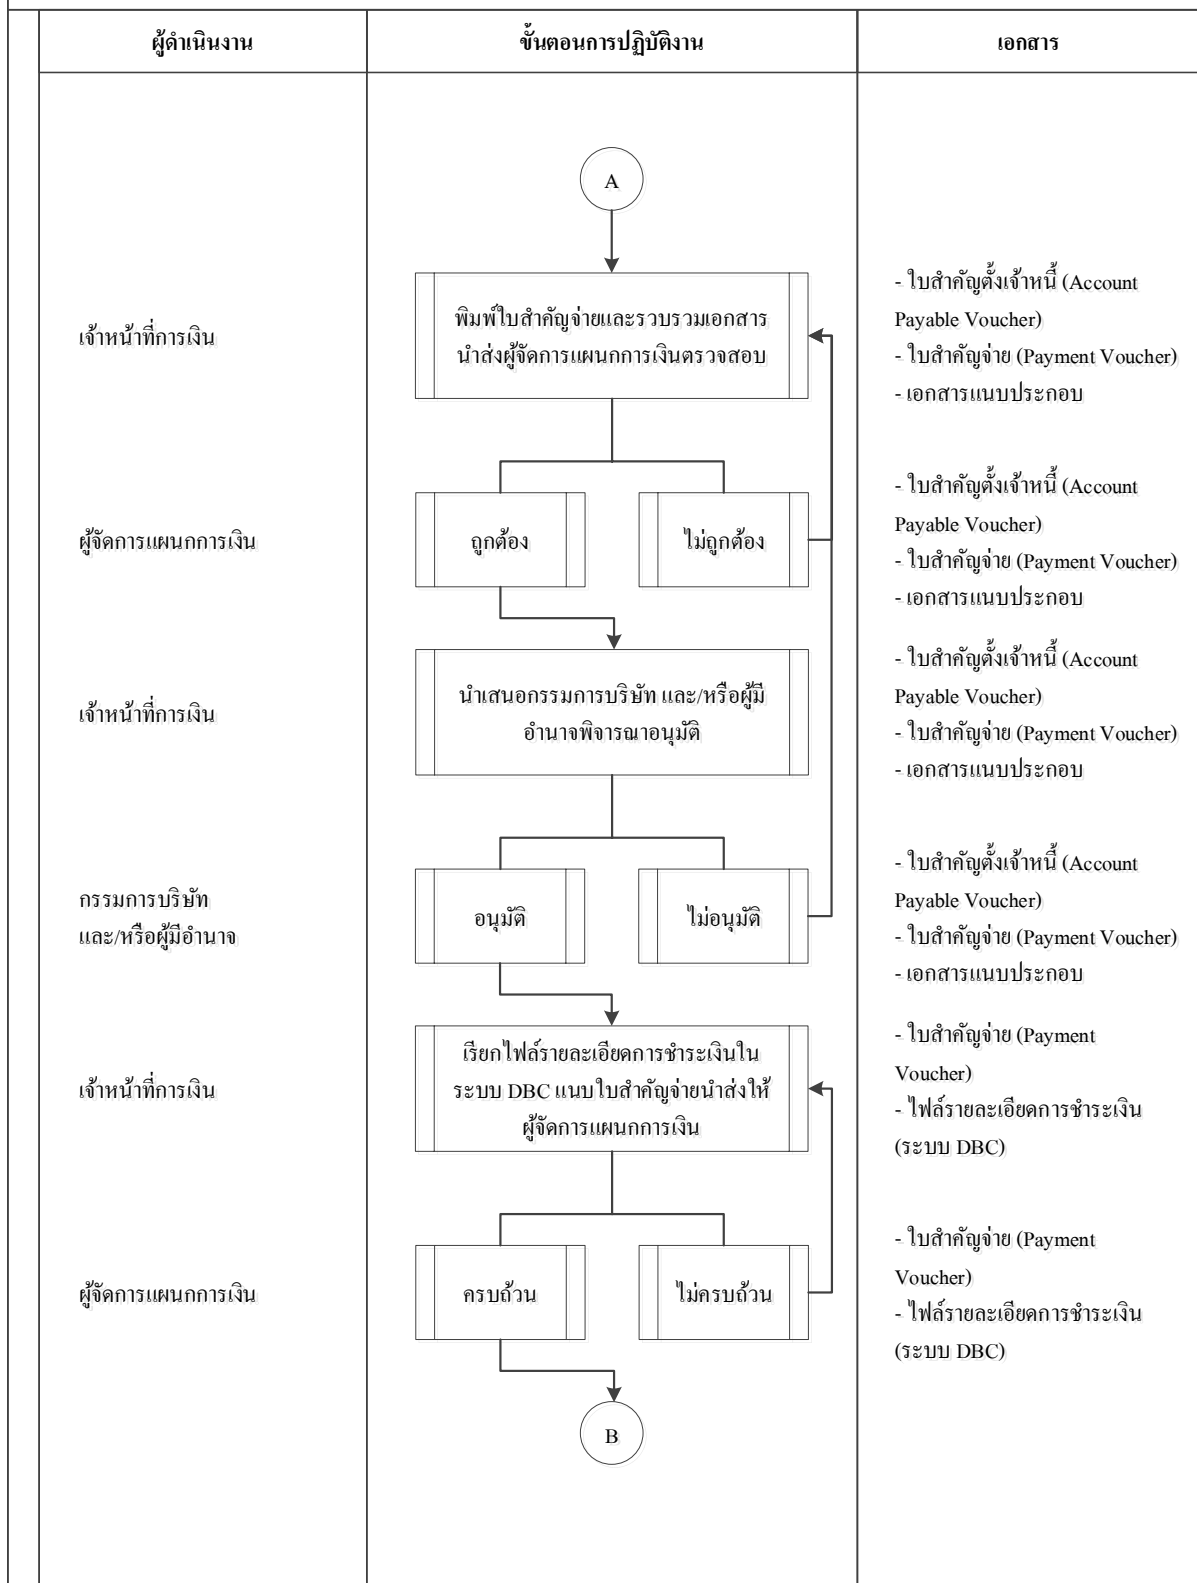 ผู้ดำเนินงาน
ขั้นตอนการปฏิบัติงาน
เอกสาร
A
เจ้าหน้าที่การเงิน
พิมพ์ใบสำคัญจ่ายและรวบรวมเอกสาร
นำส่งผู้จัดการแผนกการเงินตรวจสอบ
- ใบสำคัญตั้งเจ้าหนี้ (Account
Payable Voucher)
- ใบสำคัญจ่าย (Payment Voucher)
- เอกสารแนบประกอบ
ผู้จัดการแผนกการเงิน
ถูกต้อง
ไม่ถูกต้อง
- ใบสำคัญตั้งเจ้าหนี้ (Account
Payable Voucher)
- ใบสำคัญจ่าย (Payment Voucher)
- เอกสารแนบประกอบ
เจ้าหน้าที่การเงิน
นำเสนอกรรมการบริษัท และ/หรือผู้มี
อำนาจพิจารณาอนุมัติ
- ใบสำคัญตั้งเจ้าหนี้ (Account
Payable Voucher)
- ใบสำคัญจ่าย (Payment Voucher)
- เอกสารแนบประกอบ
กรรมการบริษัท
และ/หรือผู้มีอำนาจ
อนุมัติ
ไม่อนุมัติ
- ใบสำคัญตั้งเจ้าหนี้ (Account
Payable Voucher)
- ใบสำคัญจ่าย (Payment Voucher)
- เอกสารแนบประกอบ
เจ้าหน้าที่การเงิน
เรียกไฟล์รายละเอียดการชำระเงินใน
ระบบ DBC แนบใบสำคัญจ่ายนำส่งให้
ผู้จัดการแผนกการเงิน
- ใบสำคัญจ่าย (Payment
Voucher)
- ไฟล์รายละเอียดการชำระเงิน
(ระบบ DBC)
ผู้จัดการแผนกการเงิน
ครบถ้วน
ไม่ครบถ้วน
- ใบสำคัญจ่าย (Payment
Voucher)
- ไฟล์รายละเอียดการชำระเงิน
(ระบบ DBC)
B